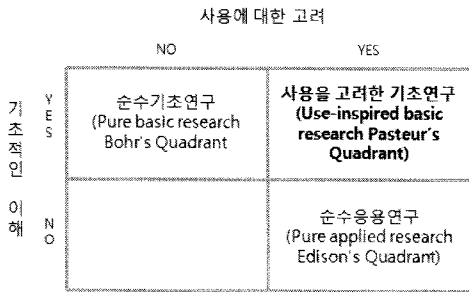 사용에 대한 고려
NO YES
기초적인 이해
YES
순수기초연구
(Pure basic research
Bohr's Quadrant
사용을 고려한 기초연구
(Use-inspired basic
research Pasteur's
Quadrant)
NO
순수응용연구
(Pure applied research
Edison's Quadrant)